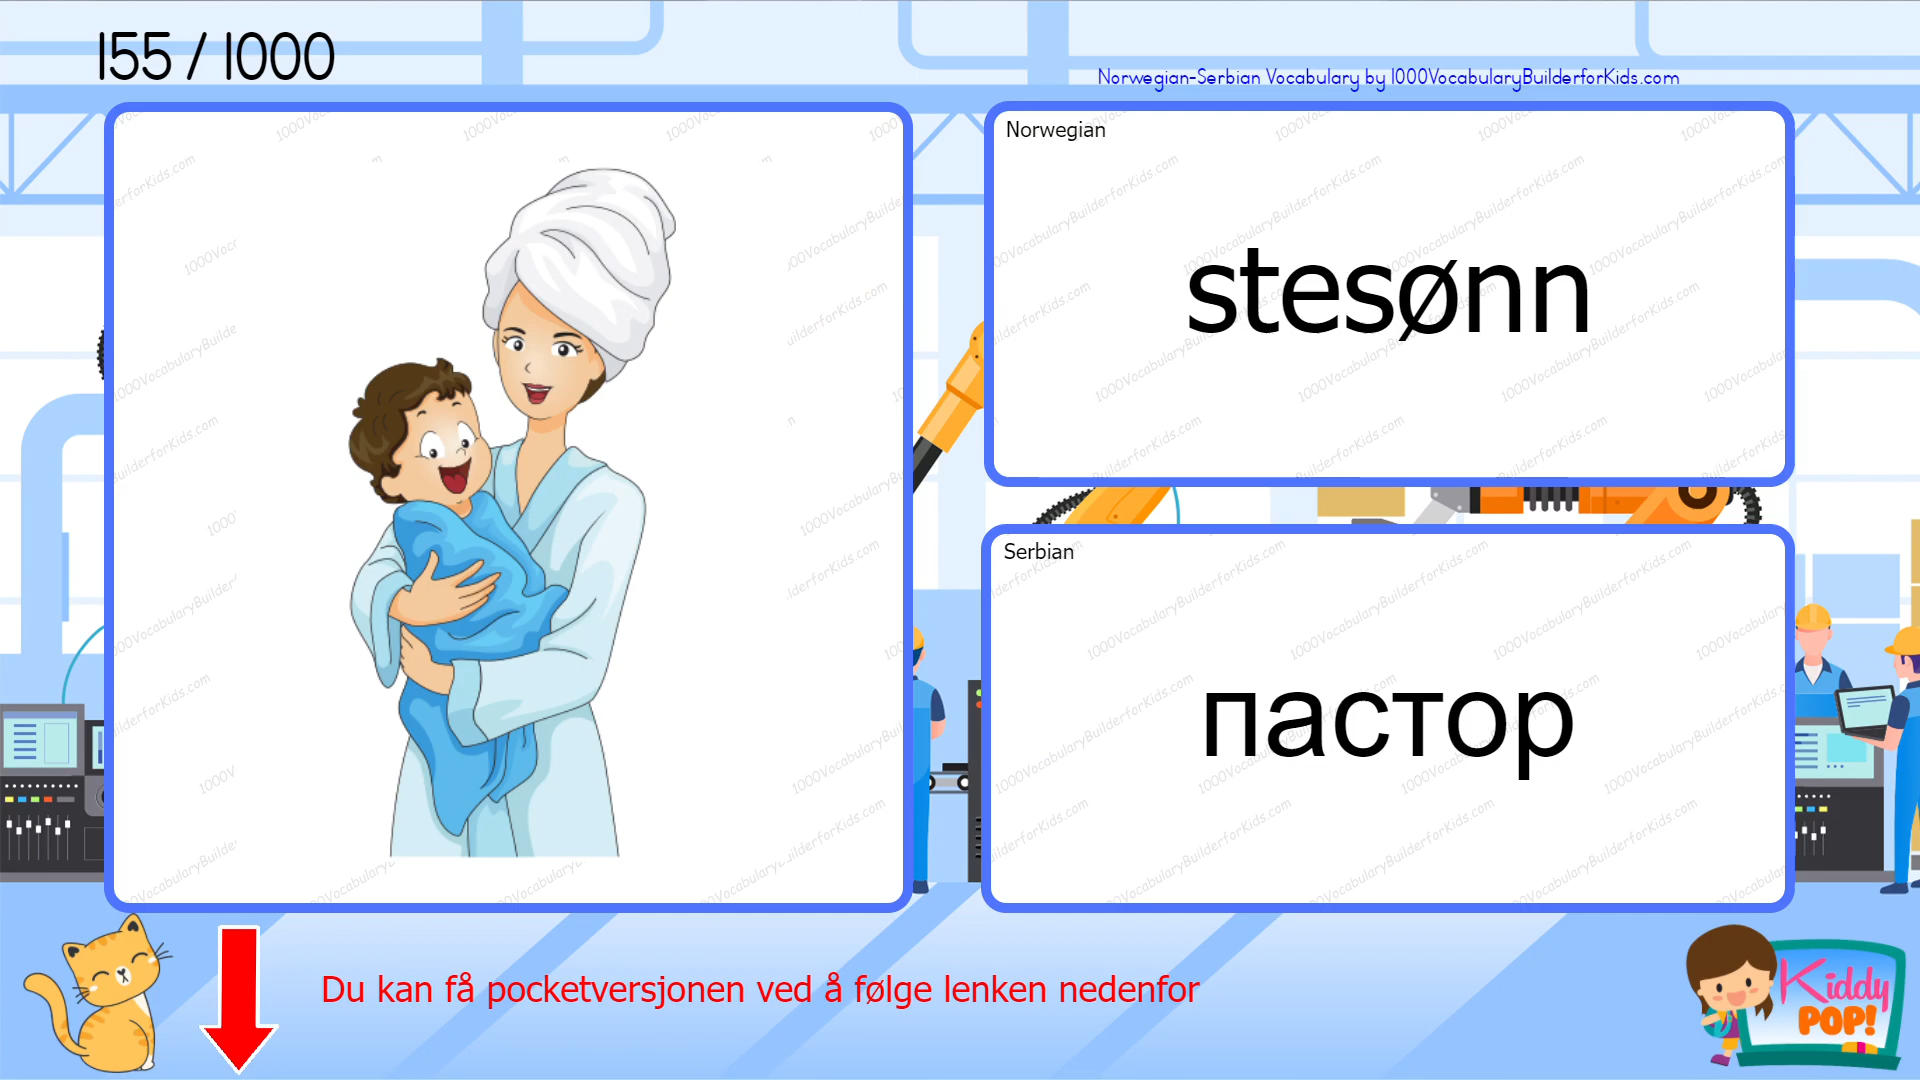 155 / 1000
Norwegian-Serbian Vocabulary by 1000VocabularyBuilderforKids.com
Norwegian
stesønn
Serbian
пастор
Du kan få pocketversjonen ved å følge lenken nedenfor
Kiddy
POP!